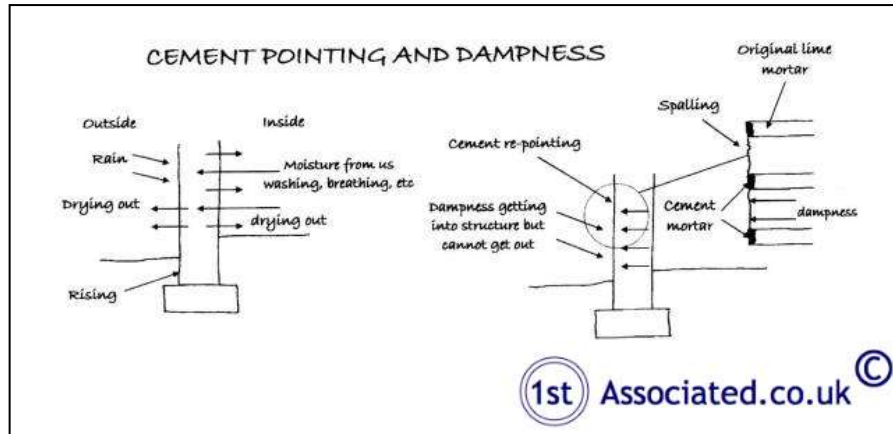 CEMENT POINTING AND DAMPNESS
Outside
Inside
Rain
Moisture from us
washing, breathing, etc
Drying out
drying out
Rising
Cement re-pointing
Dampness getting
into structure but
cannot get out
Original lime
mortar
Spalling
Cement
mortar
dampness
1st Associated.co.uk ©